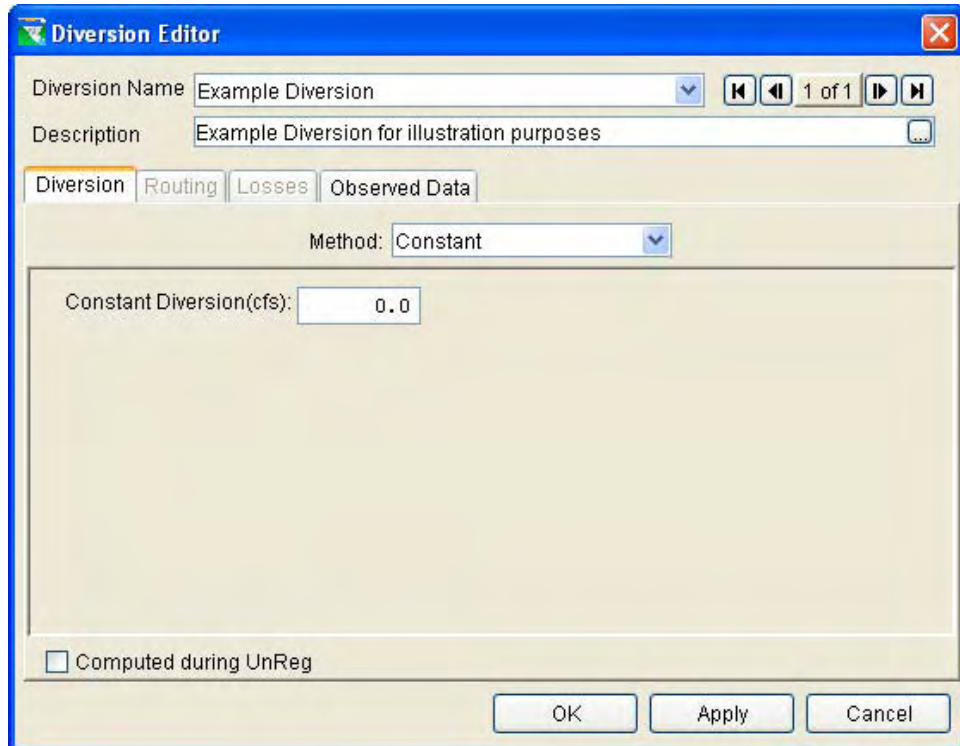 Diversion Editor
Diversion Name Example Diversion 1 of 1
Description Example Diversion for illustration purposes ...
Diversion Routing Losses Observed Data
Method: Constant
Constant Diversion(cfs): 0.0
Computed during UnReg
OK Apply Cancel